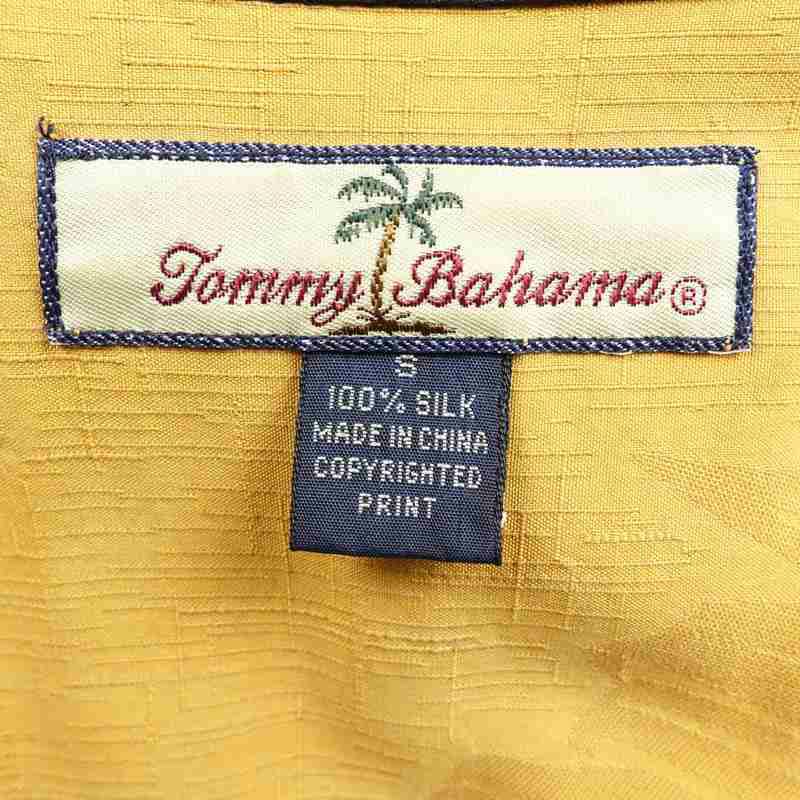 Tommy Bahama ®
S
100% SILK
MADE IN CHINA
COPYRIGHTED
PRINT